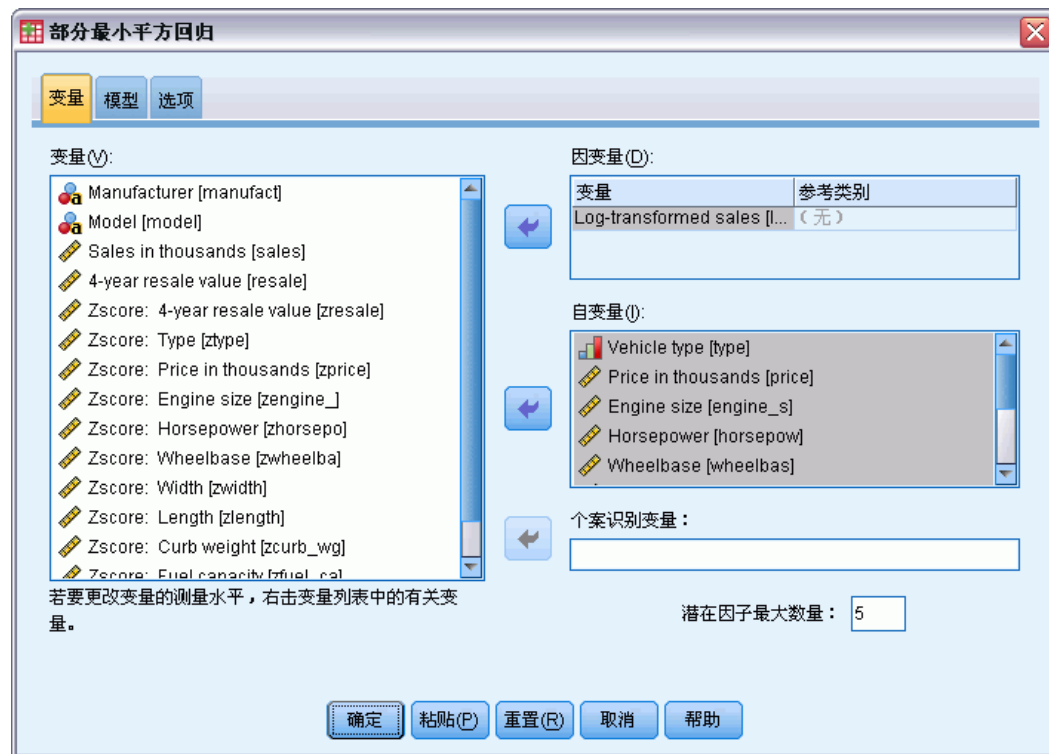 部分最小平方回归
变量 模型 选项
变量(V):
Manufacturer [manufact]
Model [model]
Sales in thousands [sales]
4-year resale value [resale]
Zscore: 4-year resale value [zresale]
Zscore: Type [ztype]
Zscore: Price in thousands [zprice]
Zscore: Engine size [zengine_]
Zscore: Horsepower [zhorsepo]
Zscore: Wheelbase [zwheelba]
Zscore: Width [zwidth]
Zscore: Length [zlength]
Zscore: Curb weight [zcurb_wg]
Zscore: Fuel capacity [zfuel_ca]
若要更改变量的测量水平，右击变量列表中的有关变
量。
因变量(D):
变量 参考类别
Log-transformed sales [l... （无）
自变量(I):
Vehicle type [type]
Price in thousands [price]
Engine size [engine_s]
Horsepower [horsepow]
Wheelbase [wheelbas]
个案识别变量：
潜在因子最大数量： 5
确定 粘贴(P) 重置(R) 取消 帮助